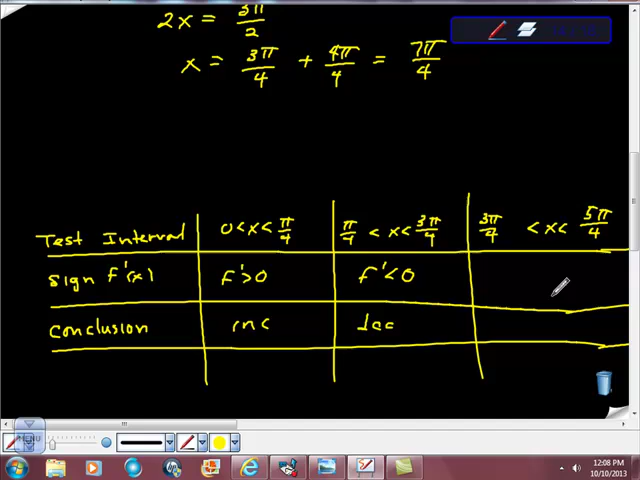 2x = 3π/2
x = 3π/4 + 4π/4 = 7π/4
Test Interval 0<x<π/4 π/4 <x<3π/4 3π/4 <x< 5π/4
sign F'(x) F'>0 F'<0
conclusion inc dec
MENU
12:08 PM
10/10/2013